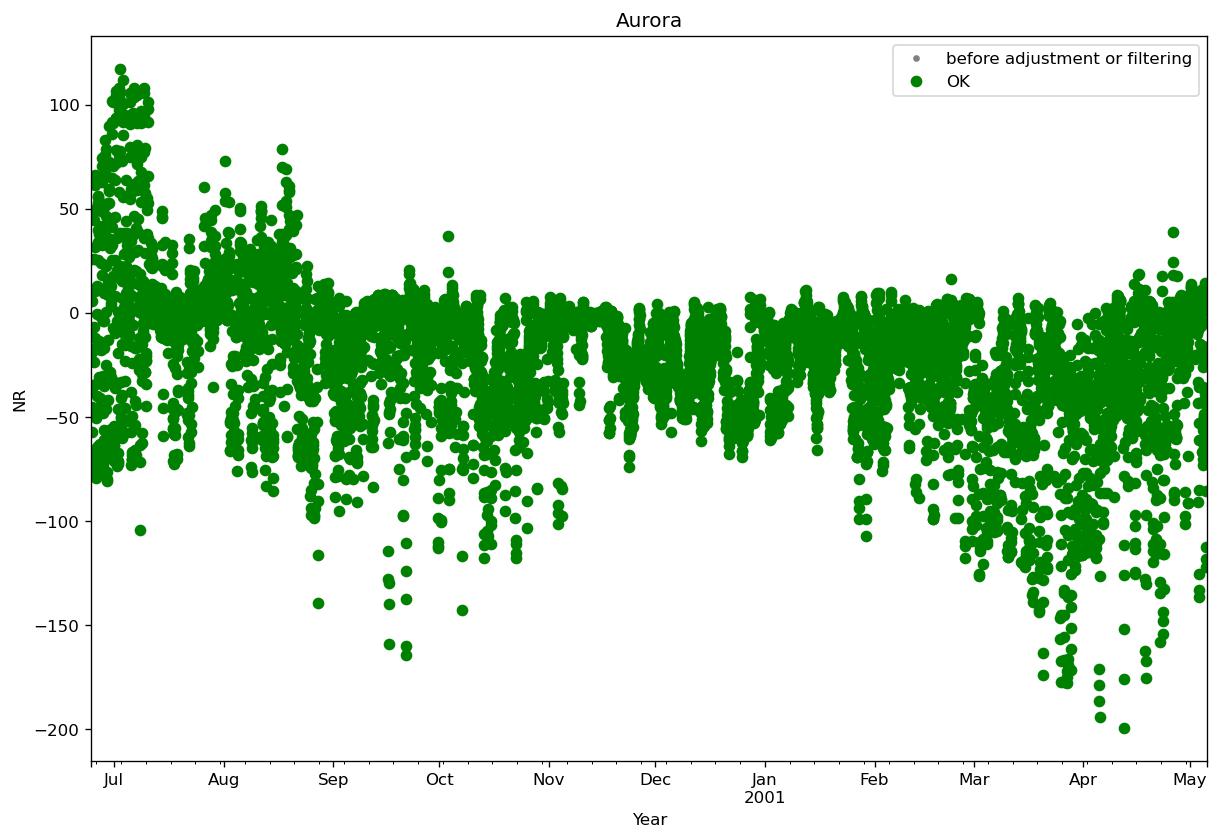 Aurora
before adjustment or filtering
OK
NR
100
50
0
−50
−100
−150
−200
Jul Aug Sep Oct Nov Dec Jan Feb Mar Apr May
2001
Year